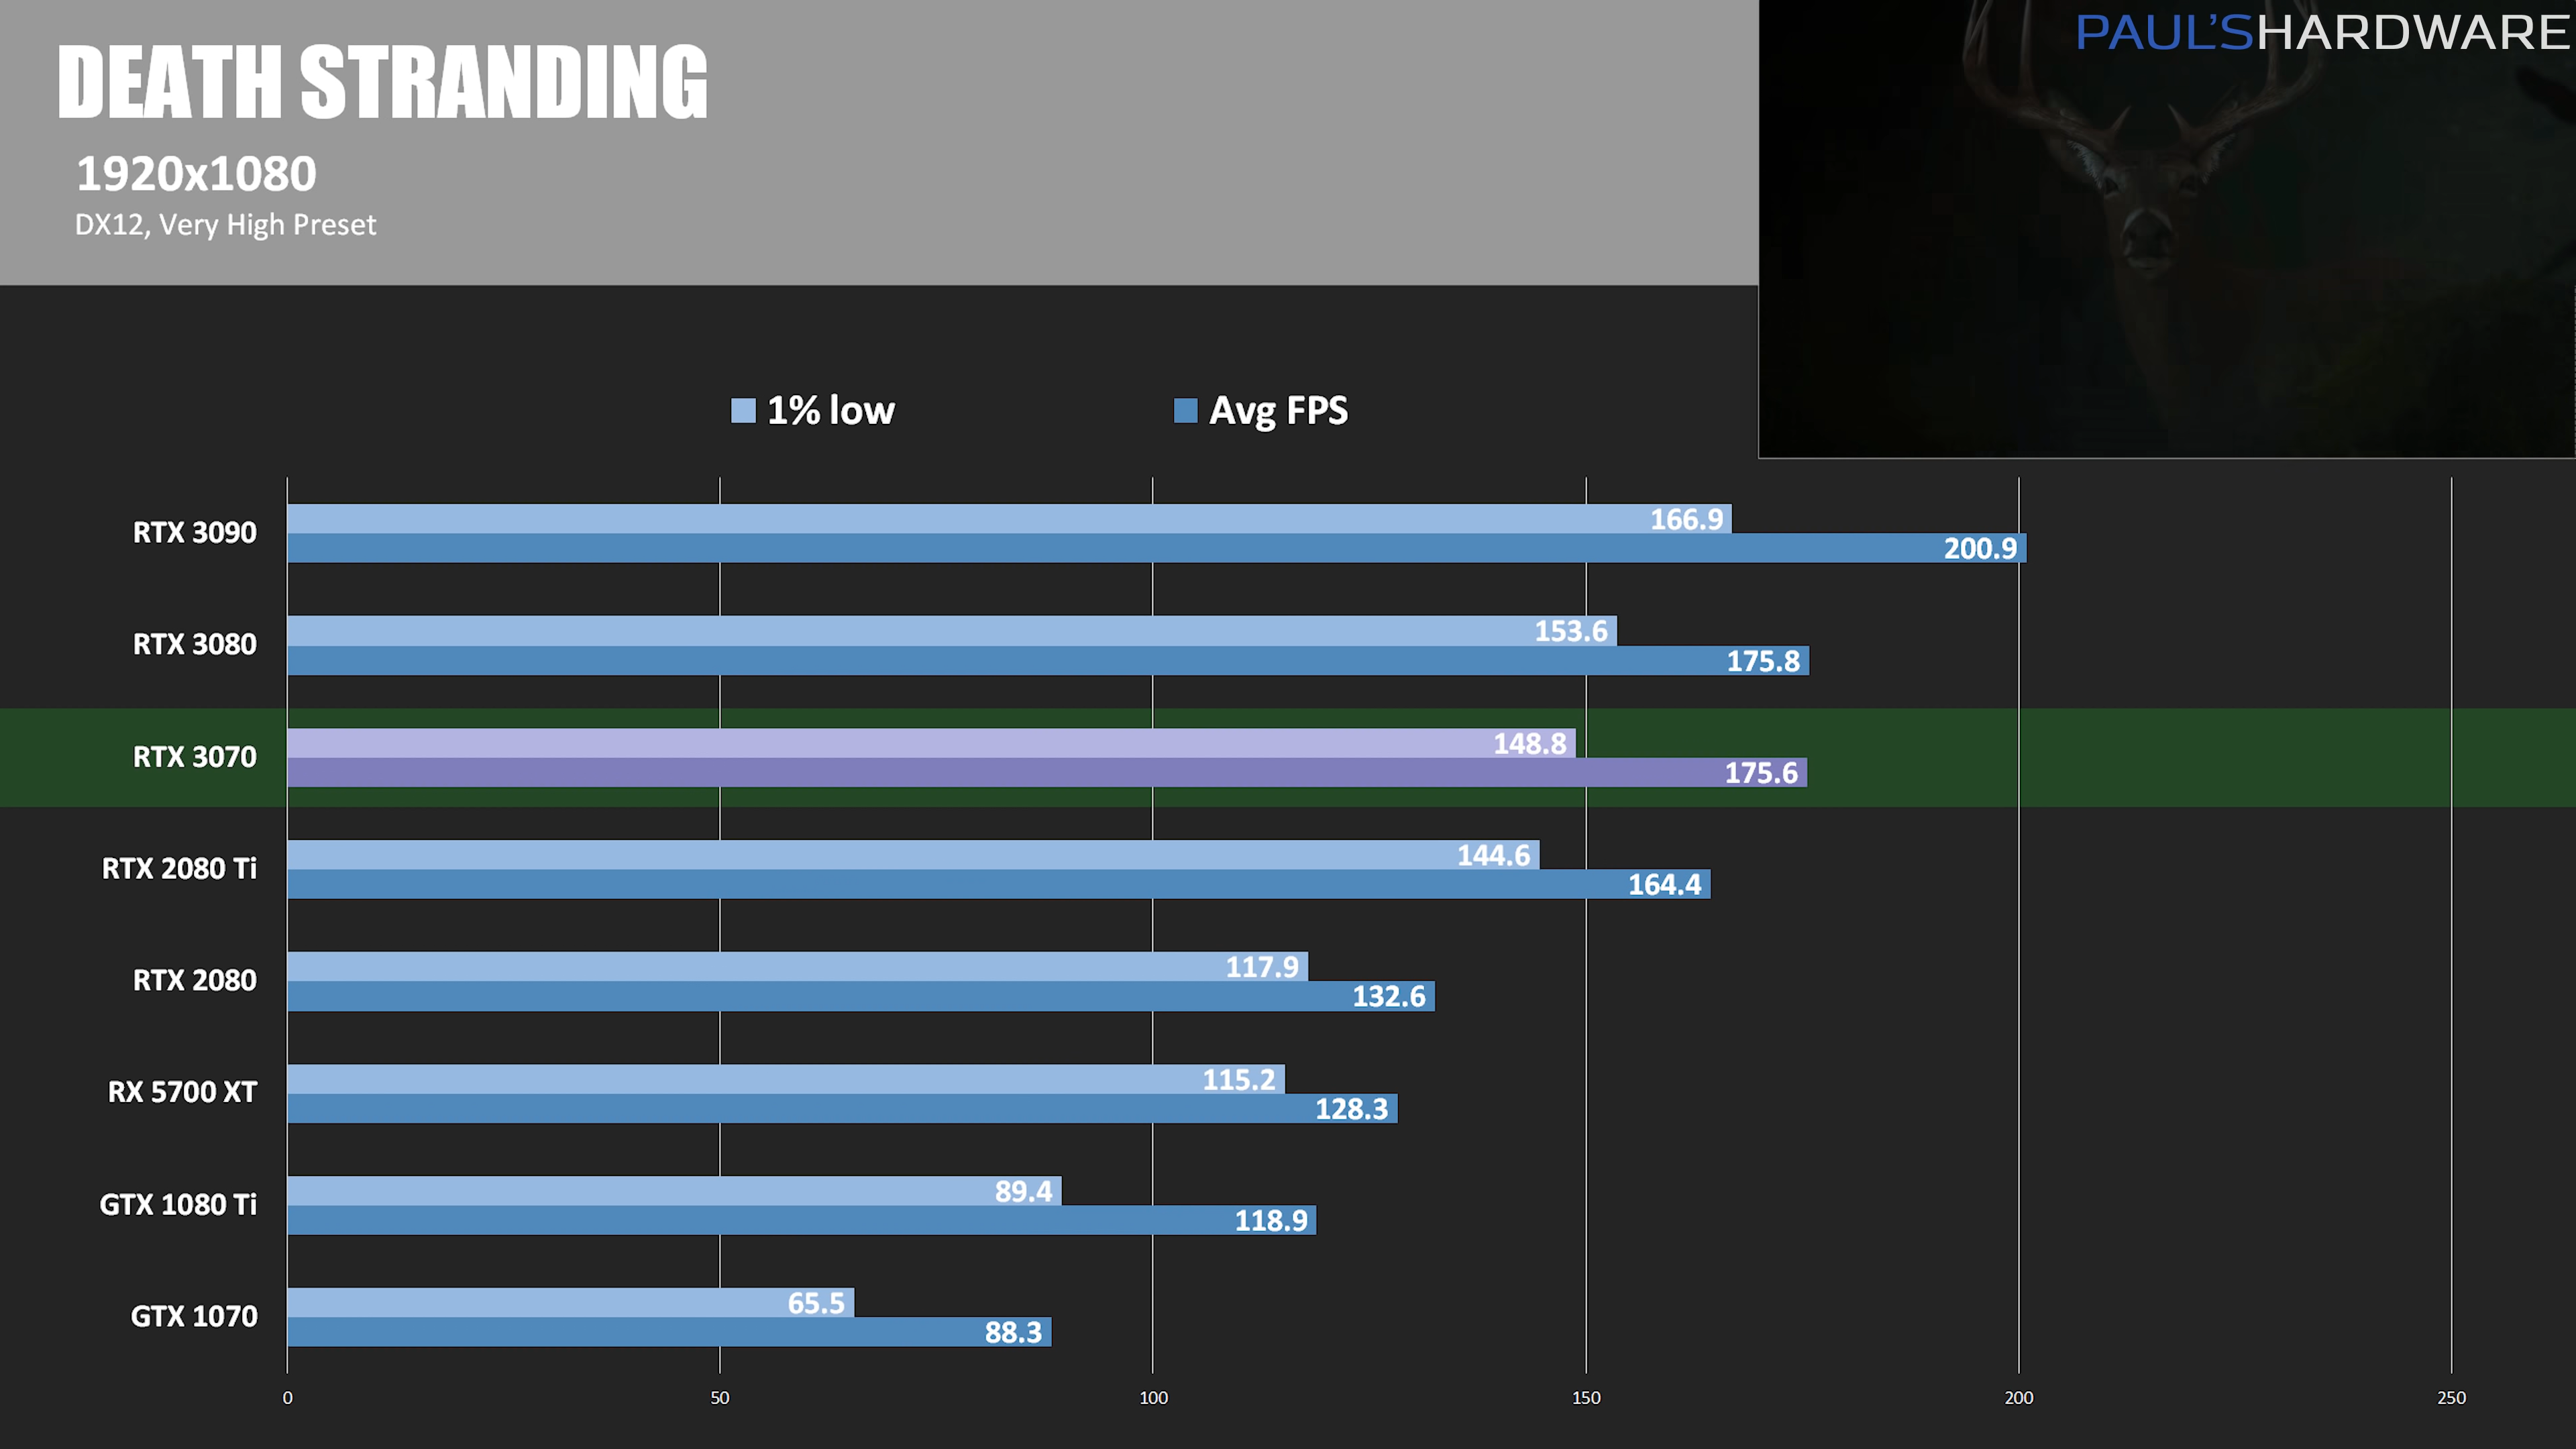 PAUL'SHARDWARE
DEATH STRANDING
1920x1080
DX12, Very High Preset
1% low
Avg FPS
RTX 3090
166.9
200.9
RTX 3080
153.6
175.8
RTX 3070
148.8
175.6
RTX 2080 Ti
144.6
164.4
RTX 2080
117.9
132.6
RX 5700 XT
115.2
128.3
GTX 1080 Ti
89.4
118.9
GTX 1070
65.5
88.3
0 50 100 150 200 250